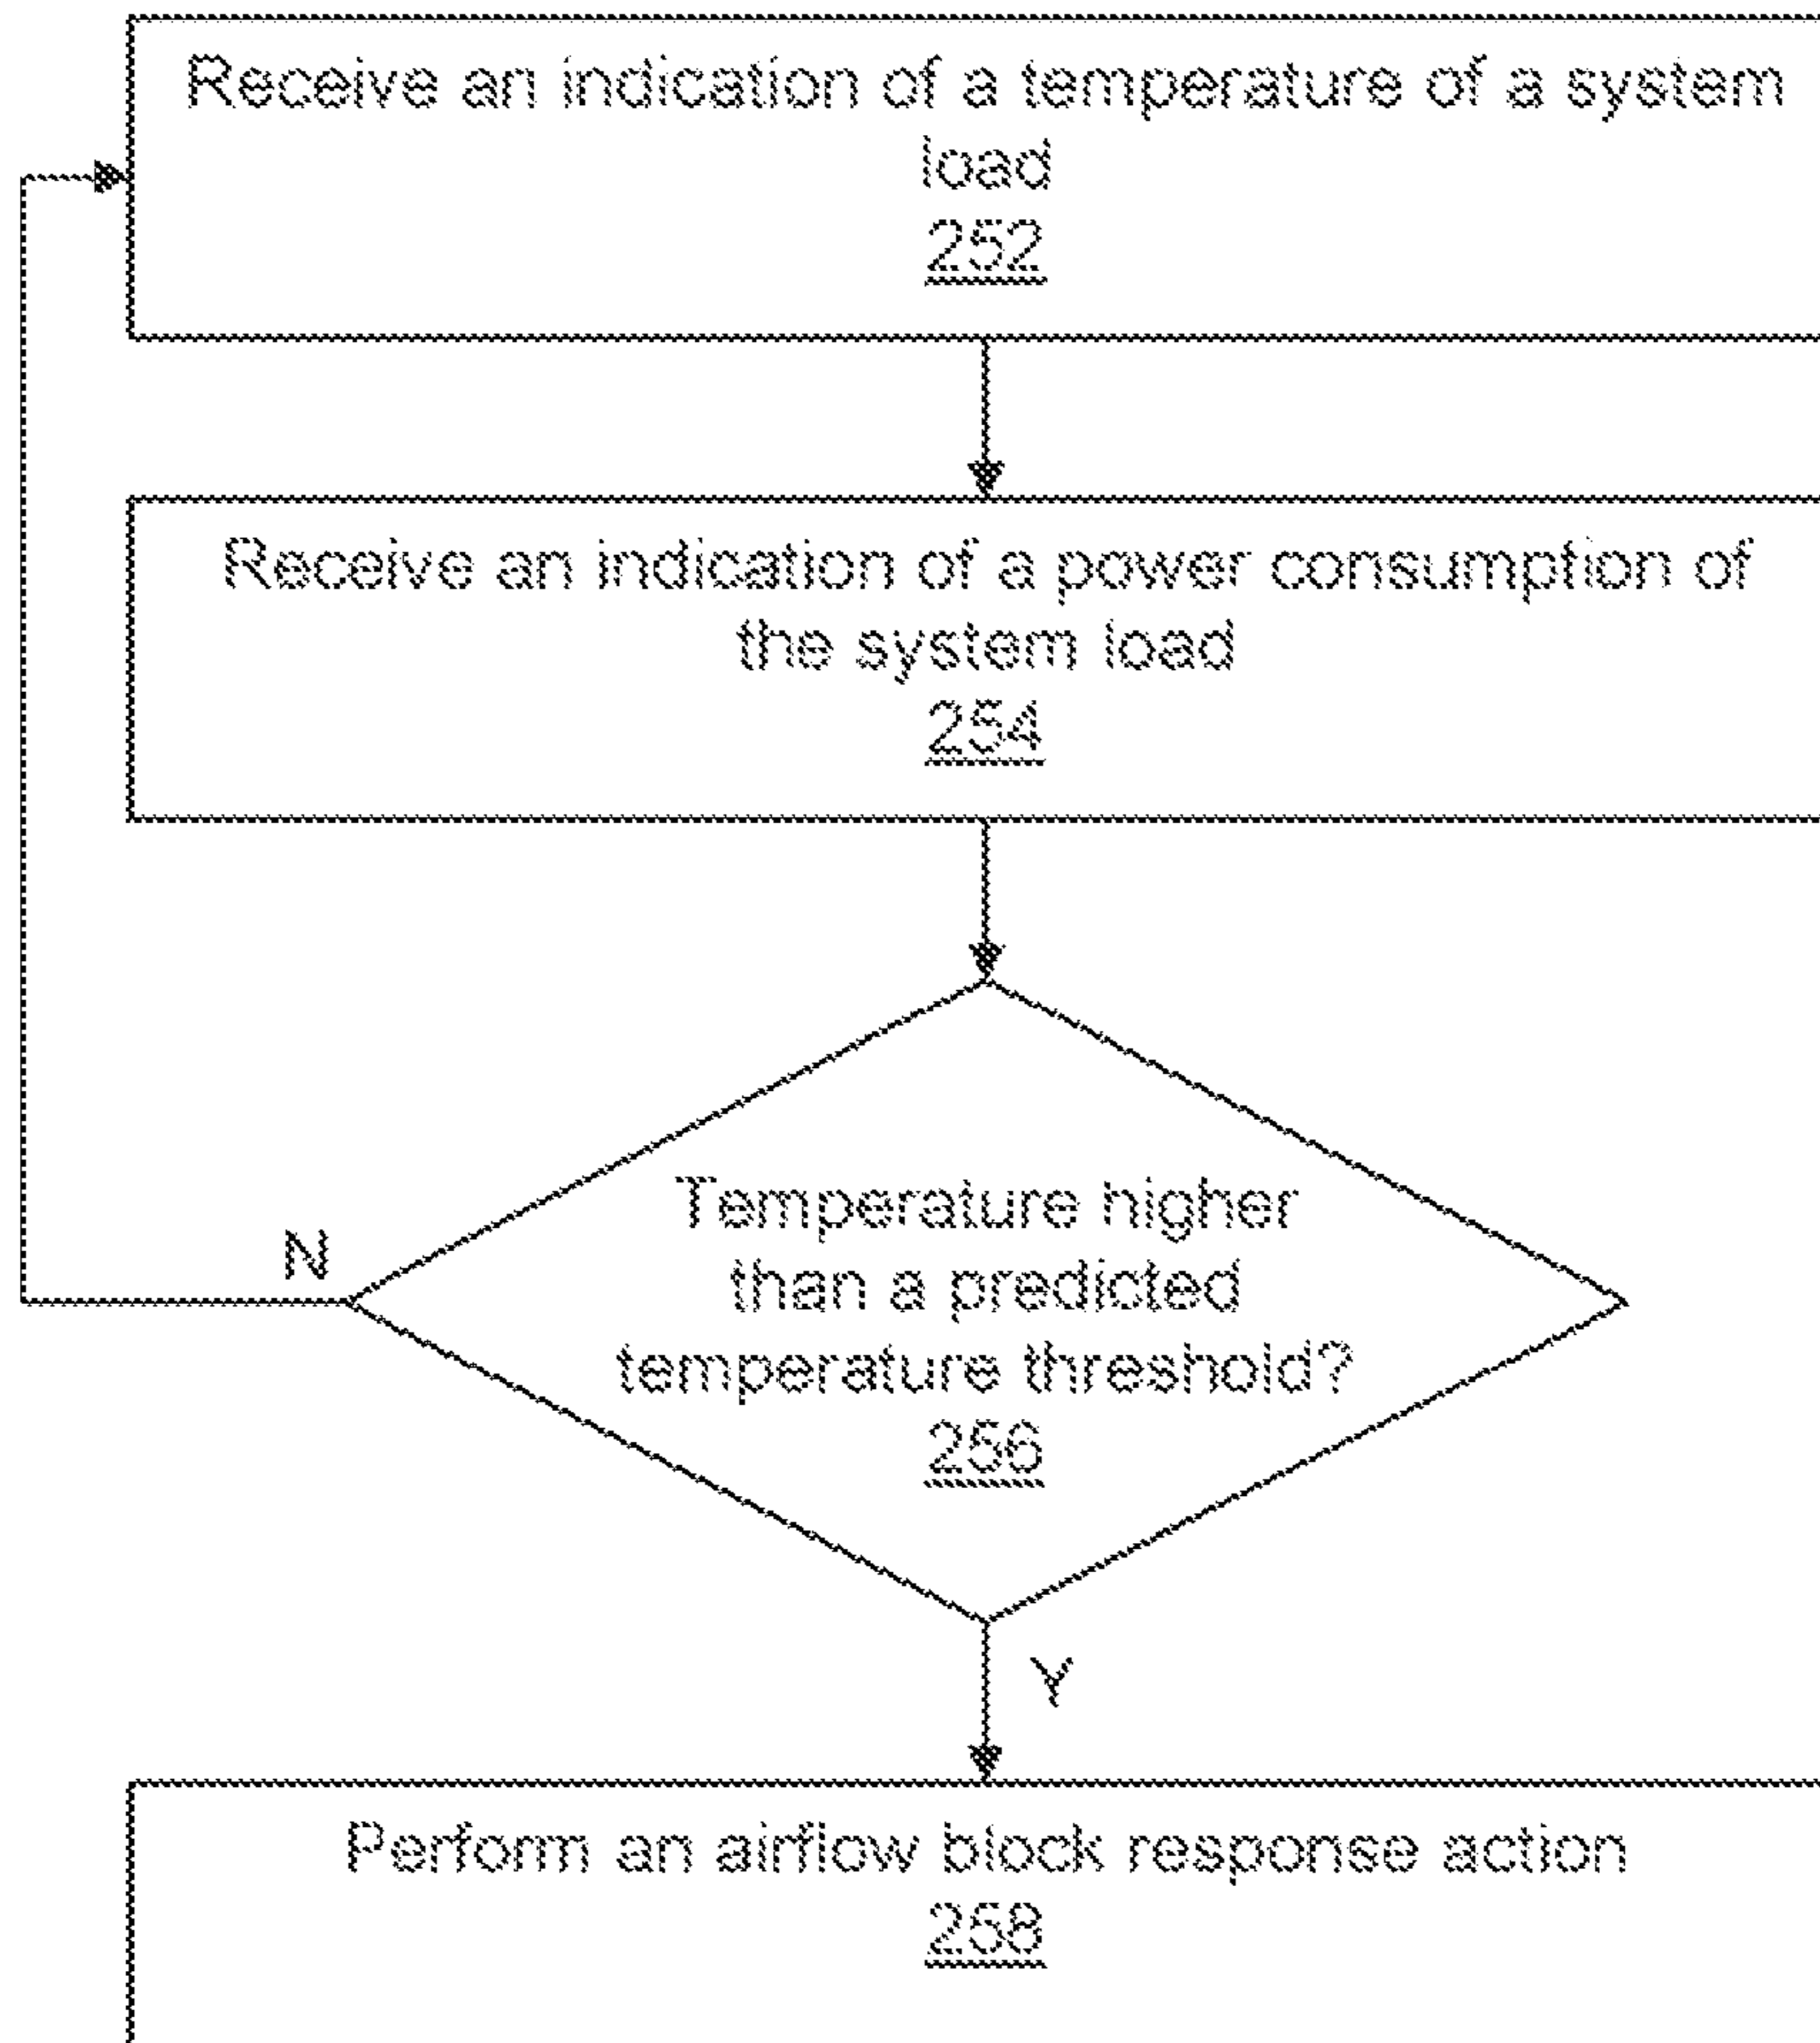 Receive an indication of a temperature of a system
load
252
Receive an indication of a power consumption of
the system load
254
Temperature higher
than a predicted
temperature threshold?
256
N
Y
Perform an airflow block response action
258